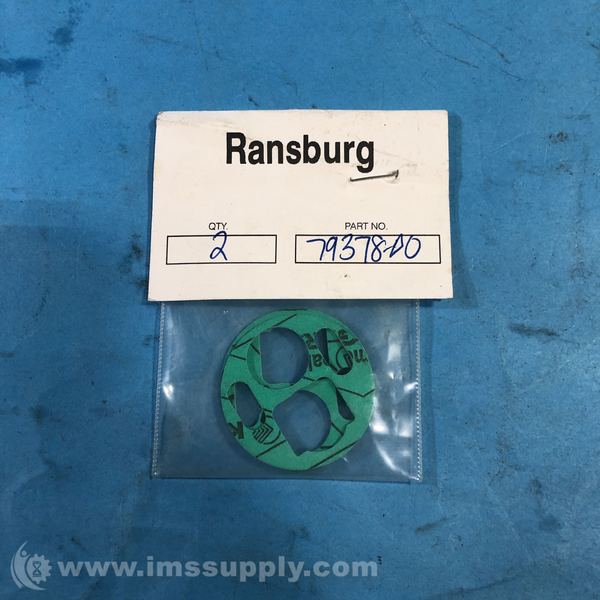 Ransburg
QTY.
PART NO.
2
79378-00
www.imssupply.com